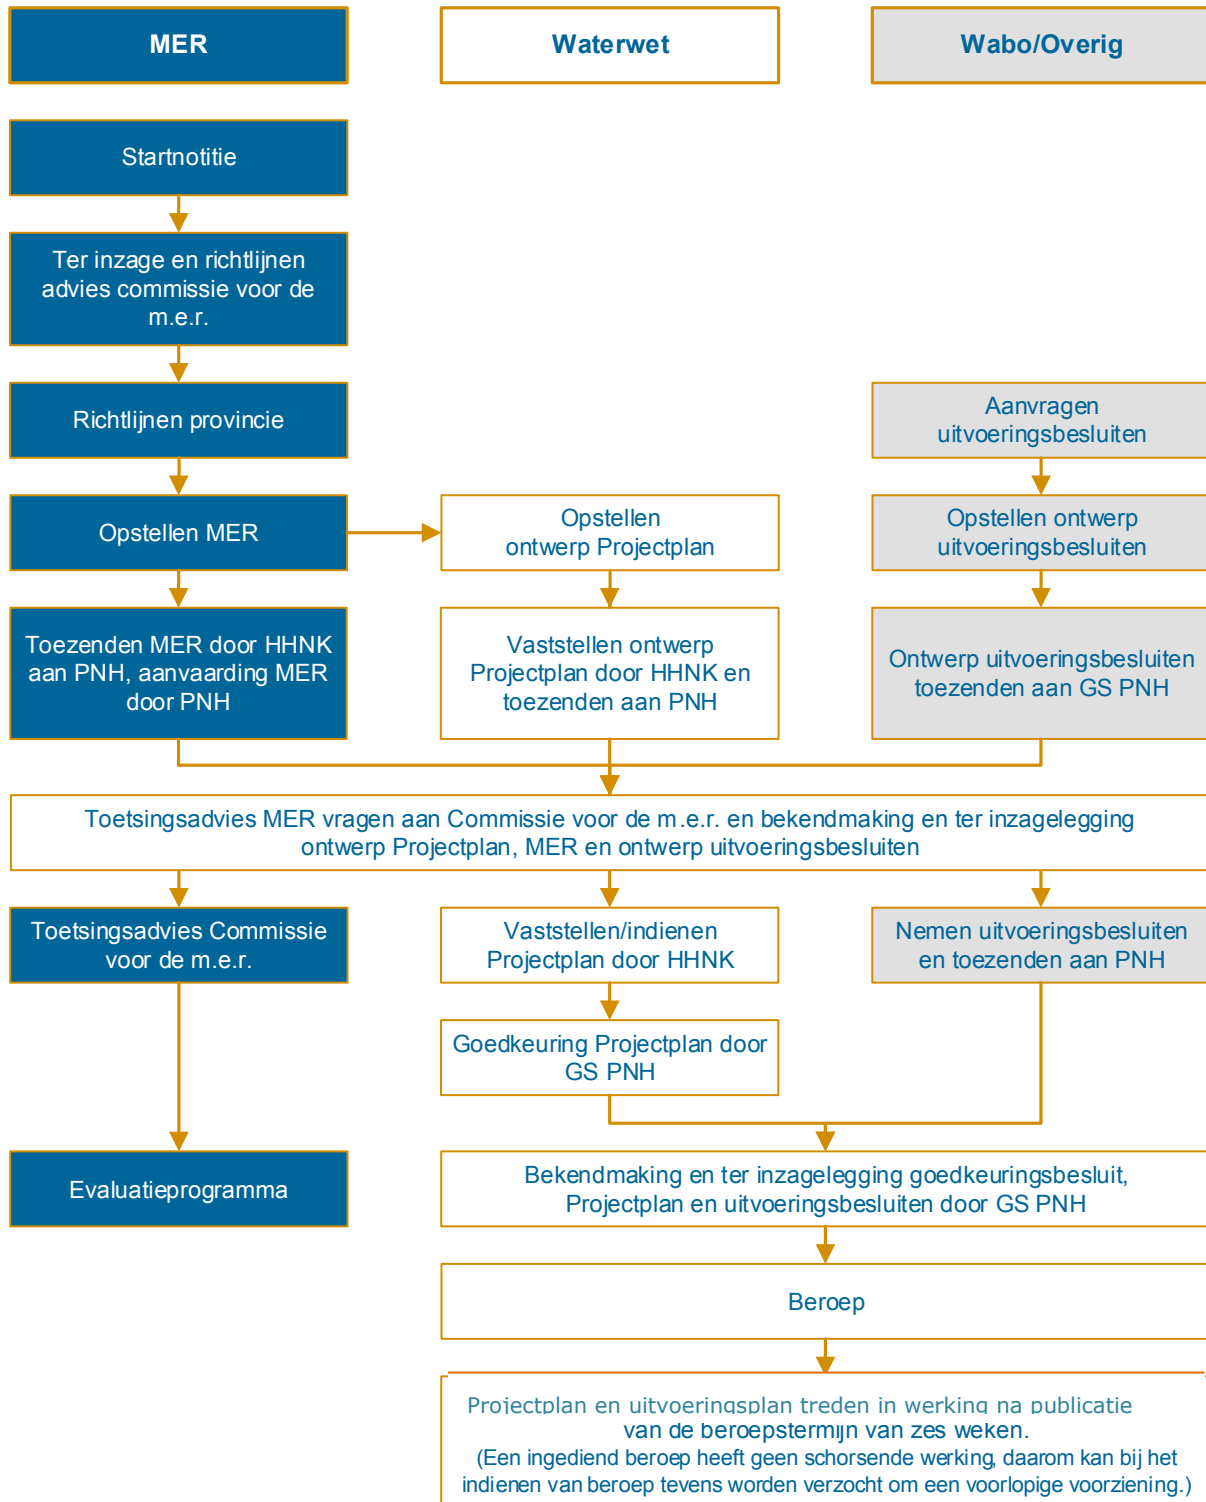 MER
Waterwet
Wabo/Overig
Startnotitie
Ter inzage en richtlijnen
advies commissie voor de
m.e.r.
Richtlijnen provincie
Aanvragen
uitvoeringsbesluiten
Opstellen MER
Opstellen
ontwerp Projectplan
Opstellen ontwerp
uitvoeringsbesluiten
Toezenden MER door HHNK
aan PNH, aanvaarding MER
door PNH
Vaststellen ontwerp
Projectplan door HHNK en
toezenden aan PNH
Ontwerp uitvoeringsbesluiten
toezenden aan GS PNH
Toetsingsadvies MER vragen aan Commissie voor de m.e.r. en bekendmaking en ter inzagelegging
ontwerp Projectplan, MER en ontwerp uitvoeringsbesluiten
Toetsingsadvies Commissie
voor de m.e.r.
Vaststellen/indienen
Projectplan door HHNK
Nemen uitvoeringsbesluiten
en toezenden aan PNH
Goedkeuring Projectplan door
GS PNH
Evaluatieprogramma
Bekendmaking en ter inzagelegging goedkeuringsbesluit,
Projectplan en uitvoeringsbesluiten door GS PNH
Beroep
Projectplan en uitvoeringsplan treden in werking na publicatie
van de beroepstermijn van zes weken.
(Een ingediend beroep heeft geen schorsende werking, daarom kan bij het
indienen van beroep tevens worden verzocht om een voorlopige voorziening.)